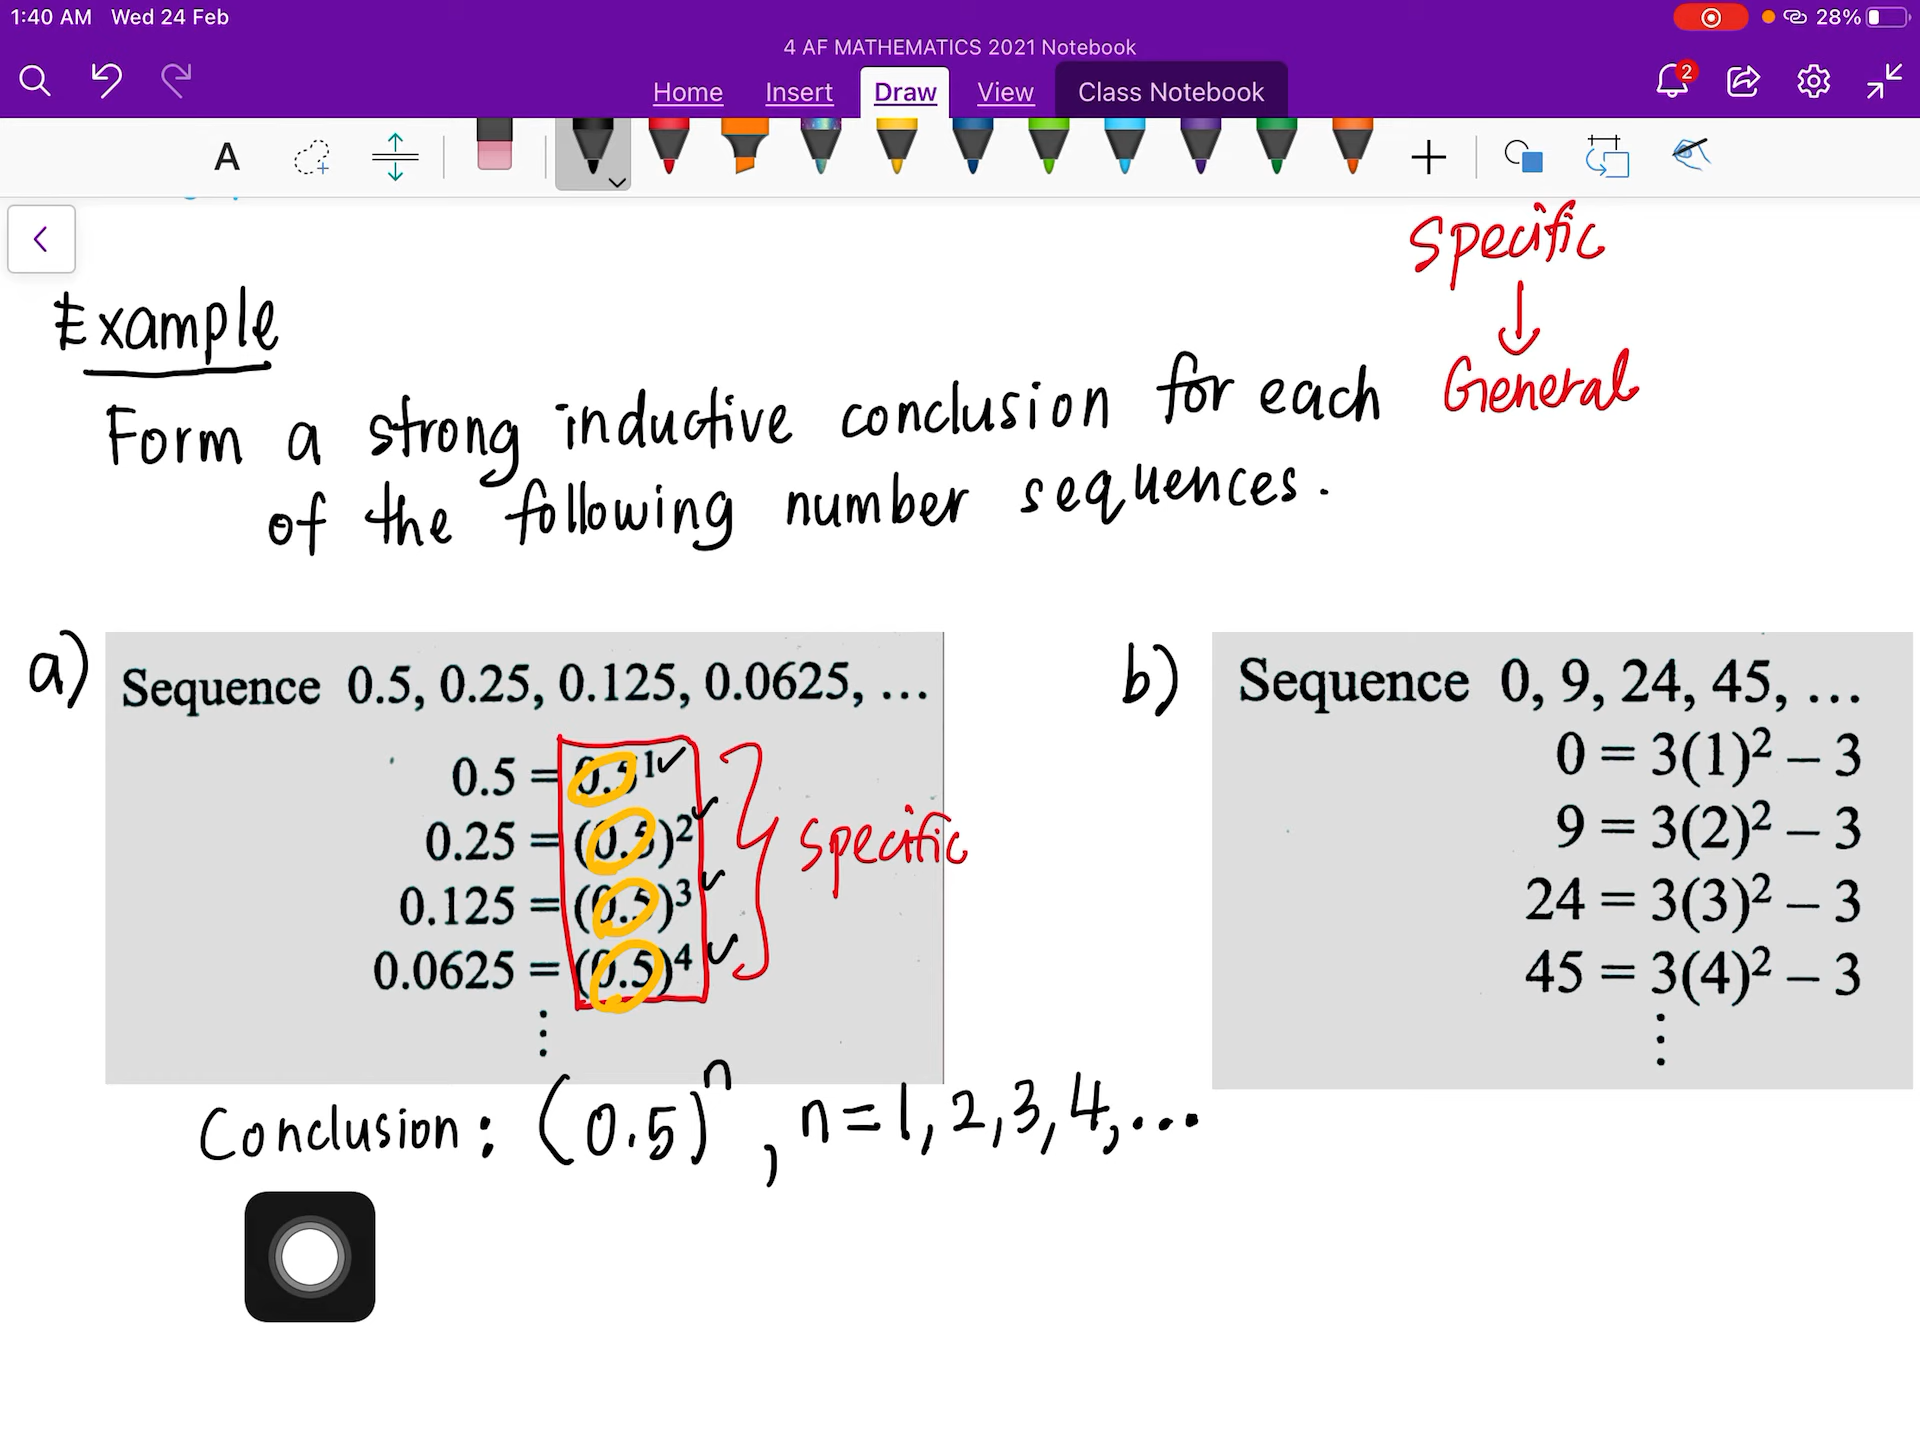 1:40 AM Wed 24 Feb
28%
4 AF MATHEMATICS 2021 Notebook
Home Insert Draw View Class Notebook
2
A
Specific
↓
General
Example
Form a strong inductive conclusion for each
of the following number sequences.
a)
Sequence 0.5, 0.25, 0.125, 0.0625, ...
0.5 = 0.5¹ ✓
0.25 = (0.5)² ✓
0.125 = (0.5)³ ✓
0.0625 = (0.5)⁴ ✓
⋮
specific
Conclusion: (0.5)ⁿ, n=1,2,3,4,...
b)
Sequence 0, 9, 24, 45, ...
0 = 3(1)² – 3
9 = 3(2)² – 3
24 = 3(3)² – 3
45 = 3(4)² – 3
⋮